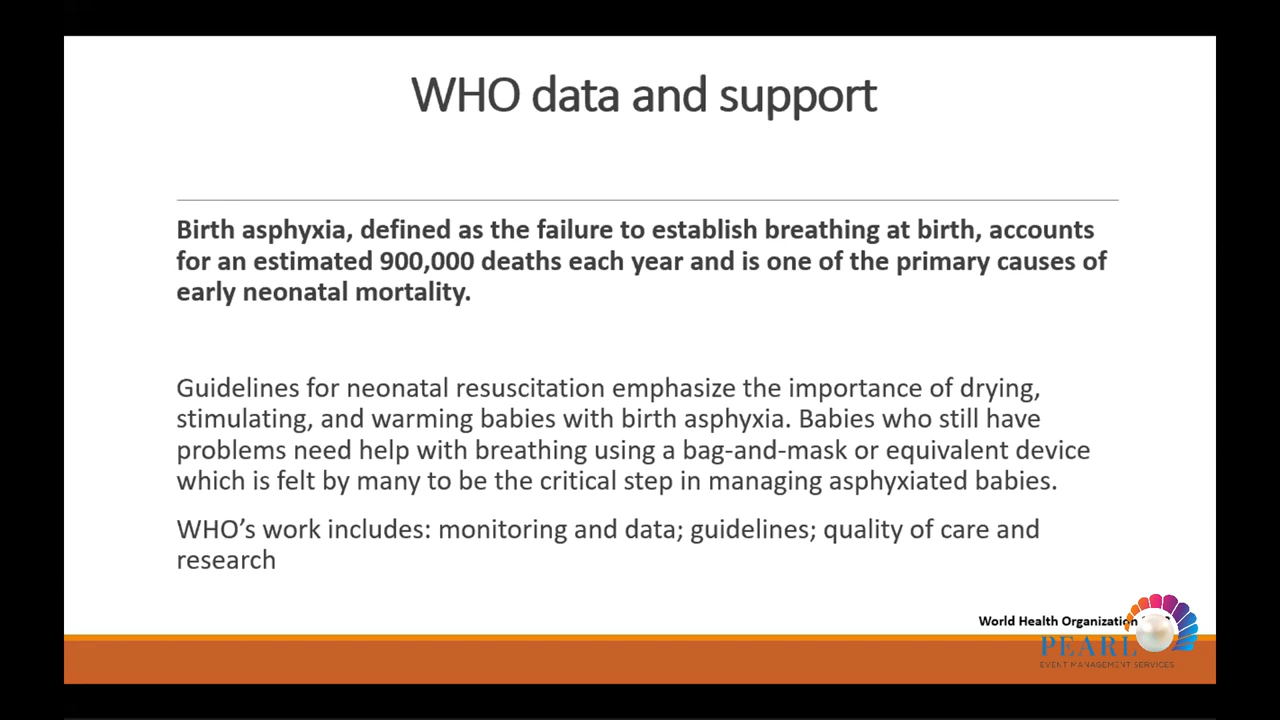 WHO data and support
Birth asphyxia, defined as the failure to establish breathing at birth, accounts
for an estimated 900,000 deaths each year and is one of the primary causes of
early neonatal mortality.
Guidelines for neonatal resuscitation emphasize the importance of drying,
stimulating, and warming babies with birth asphyxia. Babies who still have
problems need help with breathing using a bag-and-mask or equivalent device
which is felt by many to be the critical step in managing asphyxiated babies.
WHO’s work includes: monitoring and data; guidelines; quality of care and
research
World Health Organization
PEARL
EVENT MANAGEMENT SERVICES